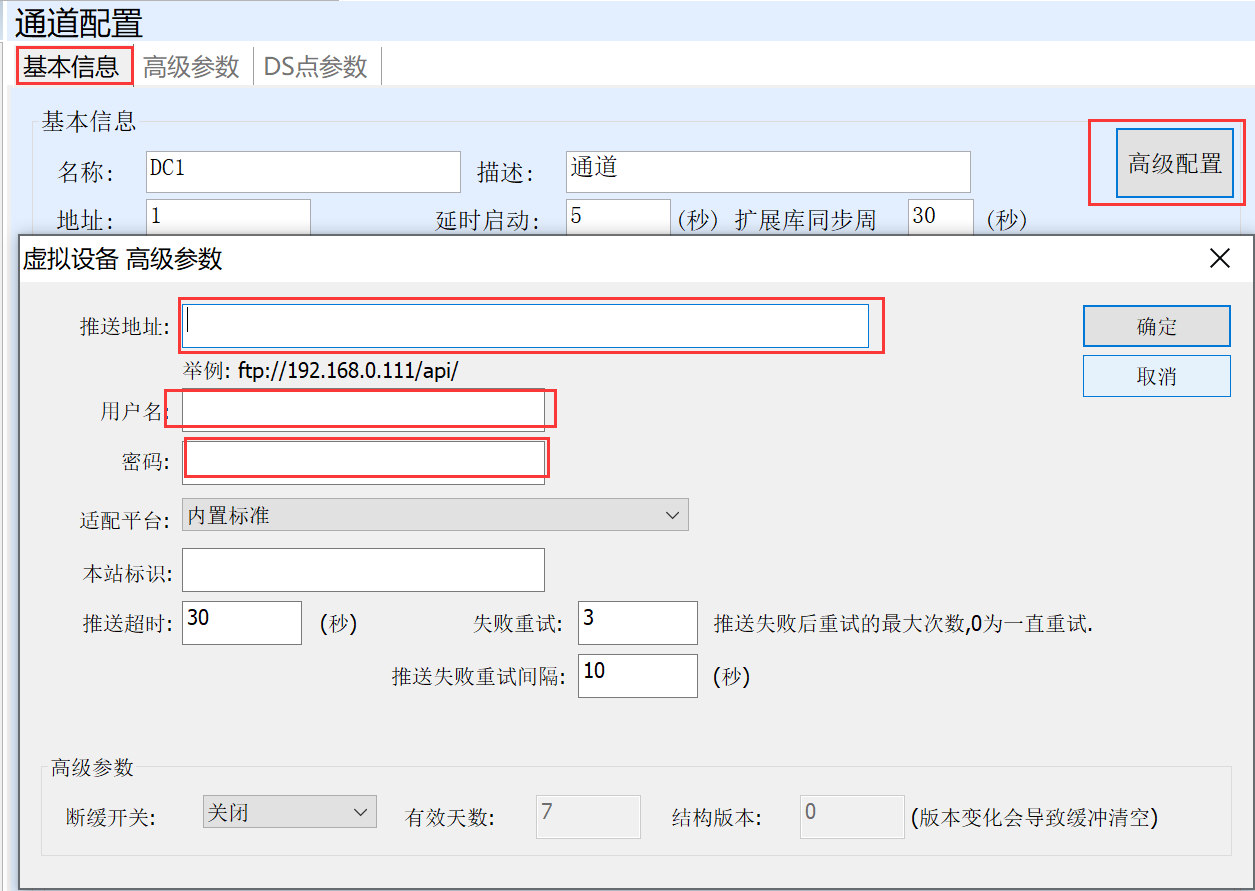 通道配置
基本信息 高级参数 DS点参数
基本信息
名称: DC1 描述: 通道 高级配置
地址: 1 延时启动: 5 (秒) 扩展库同步周 30 (秒)
虚拟设备 高级参数
推送地址: 确定
举例: ftp://192.168.0.111/api/ 取消
用户名:
密码:
适配平台: 内置标准
本站标识:
推送超时: 30 (秒) 失败重试: 3 推送失败后重试的最大次数,0为一直重试.
推送失败重试间隔: 10 (秒)
高级参数
断缓开关: 关闭 有效天数: 7 结构版本: 0 (版本变化会导致缓冲清空)